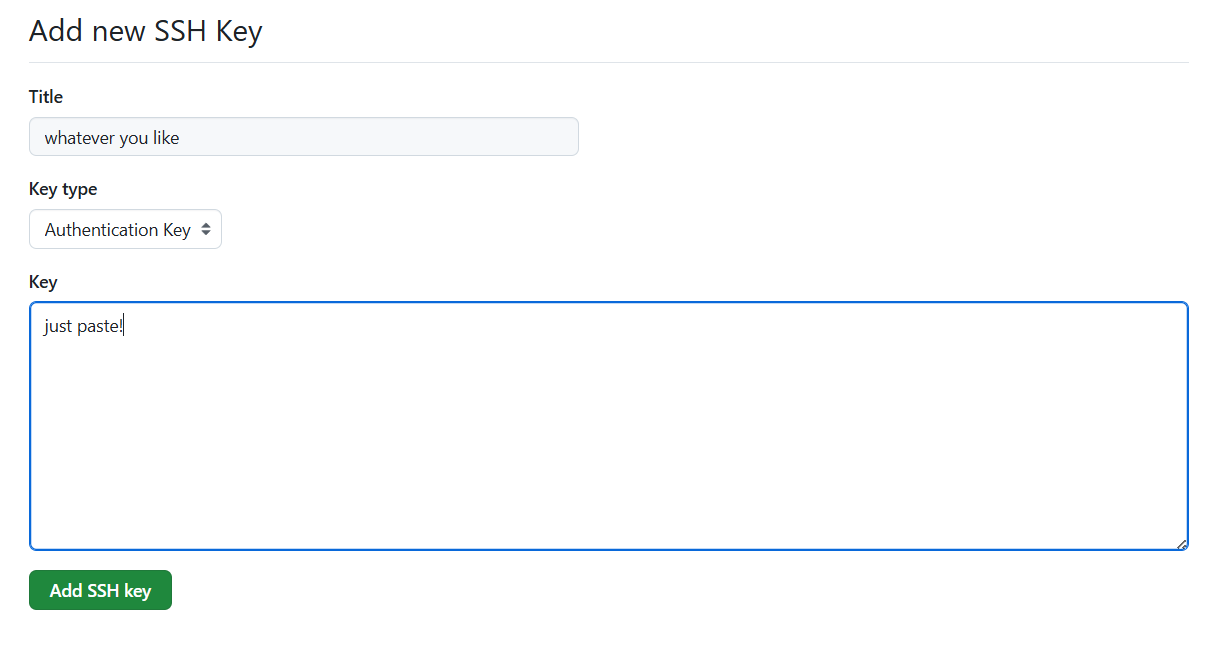 Add new SSH Key
Title
whatever you like
Key type
Authentication Key
Key
just paste!
Add SSH key